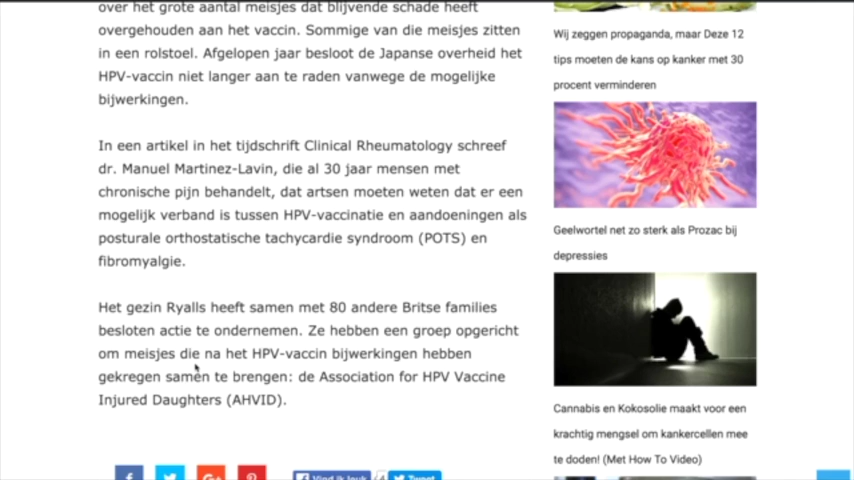 over het grote aantal meisjes dat blijvende schade heeft
overgehouden aan het vaccin. Sommige van die meisjes zitten
in een rolstoel. Afgelopen jaar besloot de Japanse overheid het
HPV-vaccin niet langer aan te raden vanwege de mogelijke
bijwerkingen.
In een artikel in het tijdschrift Clinical Rheumatology schreef
dr. Manuel Martinez-Lavin, die al 30 jaar mensen met
chronische pijn behandelt, dat artsen moeten weten dat er een
mogelijk verband is tussen HPV-vaccinatie en aandoeningen als
posturale orthostatische tachycardie syndroom (POTS) en
fibromyalgie.
Het gezin Ryalls heeft samen met 80 andere Britse families
besloten actie te ondernemen. Ze hebben een groep opgericht
om meisjes die na het HPV-vaccin bijwerkingen hebben
gekregen samen te brengen: de Association for HPV Vaccine
Injured Daughters (AHVID).
Vind ik leuk
Tweet
Wij zeggen propaganda, maar Deze 12
tips moeten de kans op kanker met 30
procent verminderen
Geelwortel net zo sterk als Prozac bij
depressies
Cannabis en Kokosolie maakt voor een
krachtig mengsel om kankercellen mee
te doden! (Met How To Video)